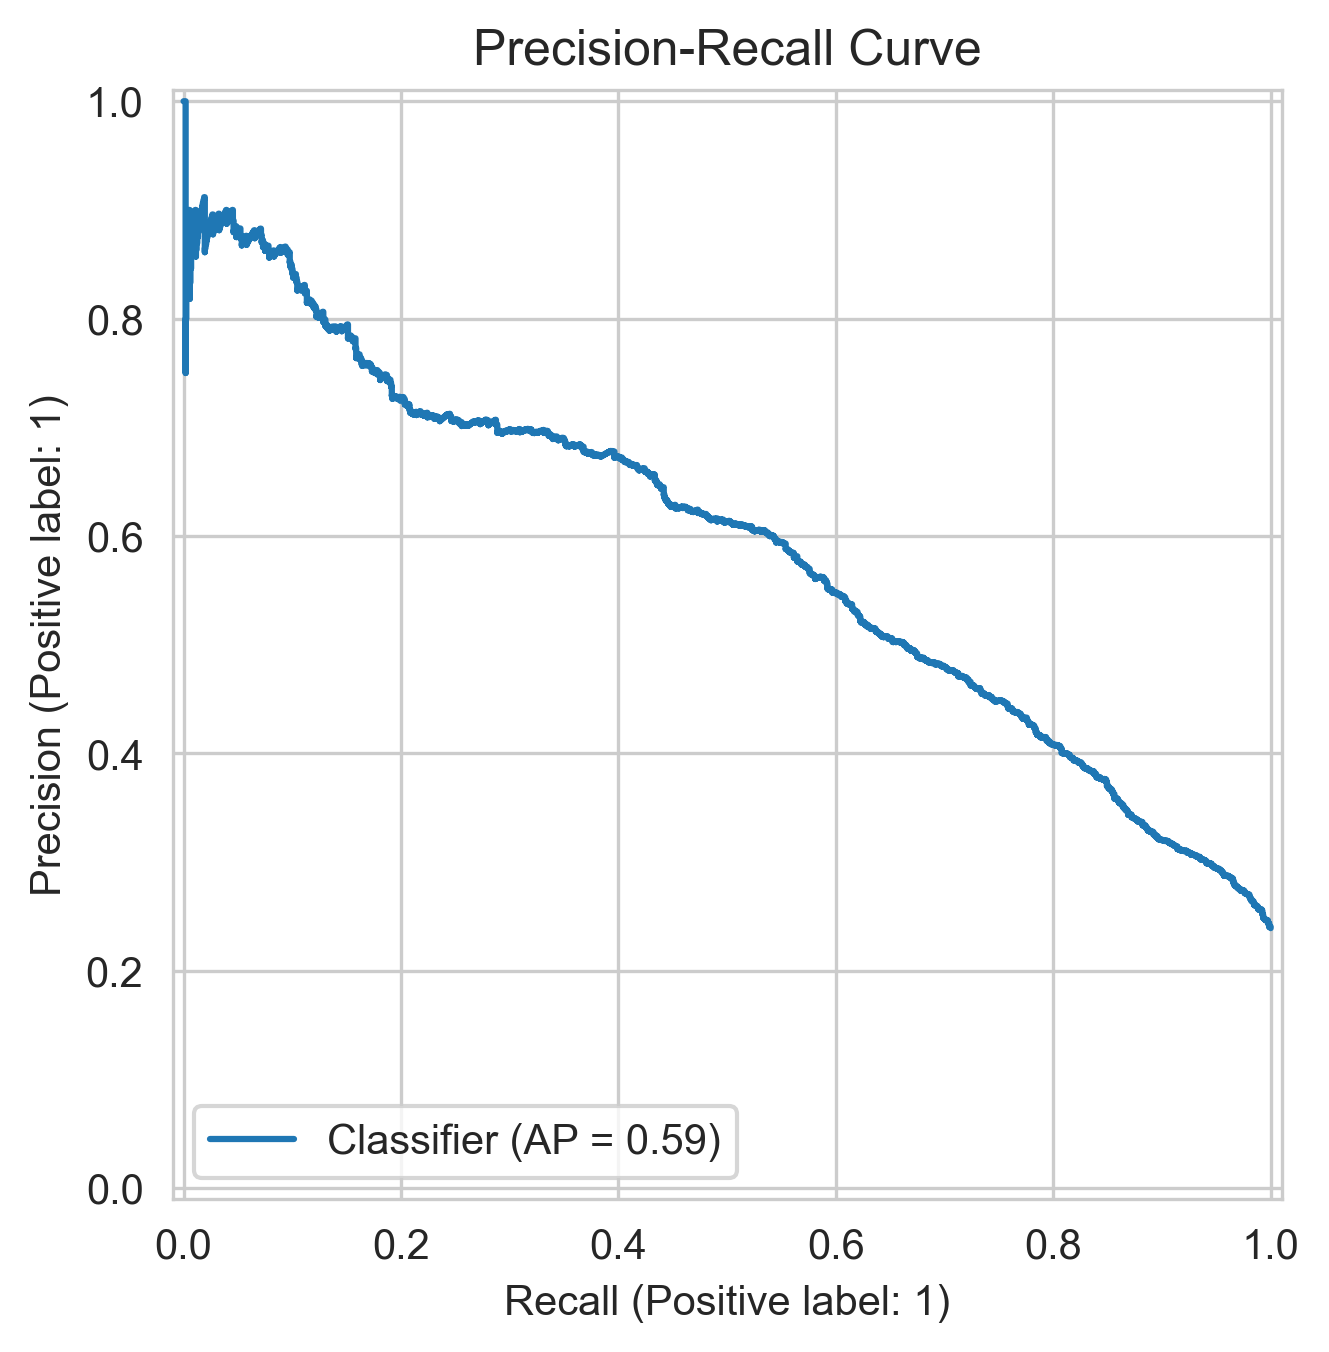 Precision-Recall Curve
1.0
0.8
0.6
0.4
0.2
0.0
Precision (Positive label: 1)
Classifier (AP = 0.59)
0.0 0.2 0.4 0.6 0.8 1.0
Recall (Positive label: 1)